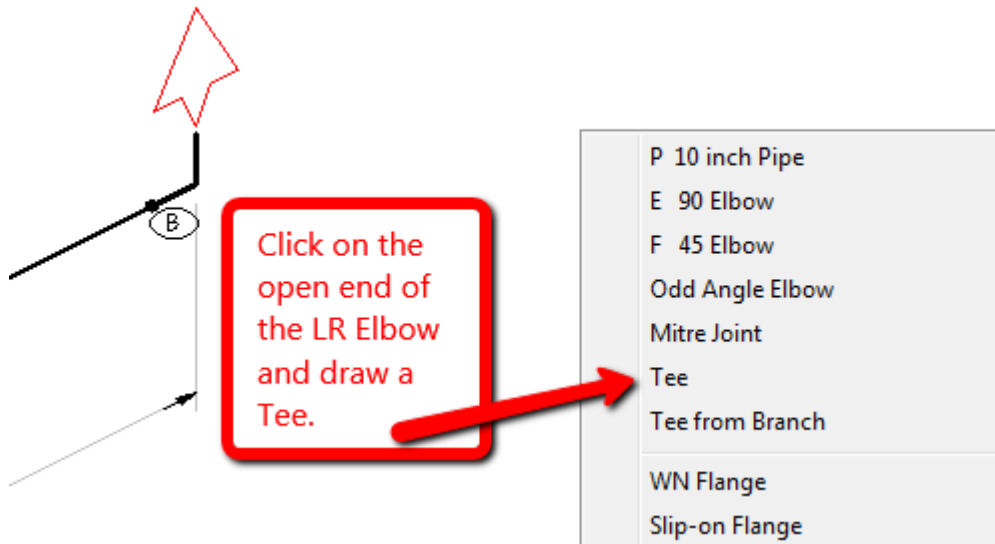 B
Click on the
open end of
the LR Elbow
and draw a
Tee.
P 10 inch Pipe
E 90 Elbow
F 45 Elbow
Odd Angle Elbow
Mitre Joint
Tee
Tee from Branch
WN Flange
Slip-on Flange